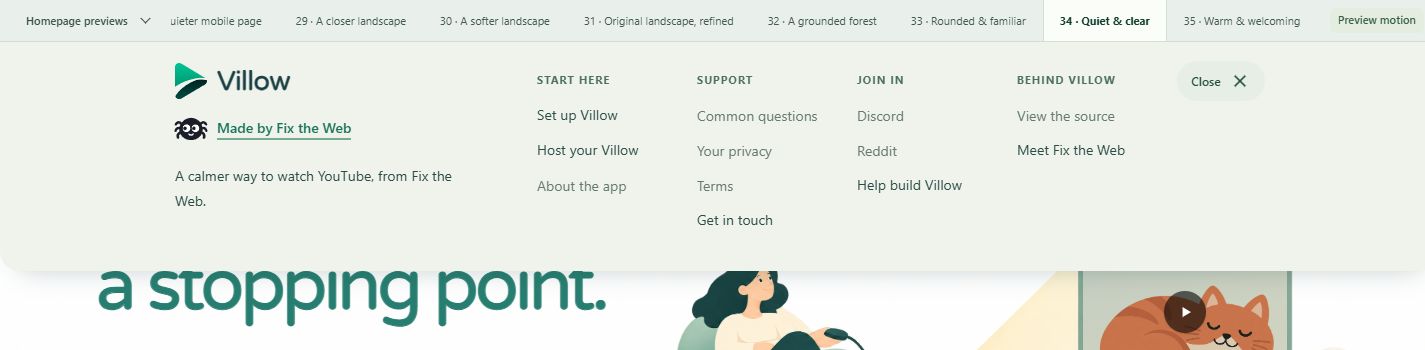 Homepage previews
uieter mobile page
29 · A closer landscape
30 · A softer landscape
31 · Original landscape, refined
32 · A grounded forest
33 · Rounded & familiar
34 · Quiet & clear
35 · Warm & welcoming
Preview motion
Villow
Made by Fix the Web
A calmer way to watch YouTube, from Fix the
Web.
START HERE
Set up Villow
Host your Villow
About the app
SUPPORT
Common questions
Your privacy
Terms
Get in touch
JOIN IN
Discord
Reddit
Help build Villow
BEHIND VILLOW
View the source
Meet Fix the Web
Close
a stopping point.